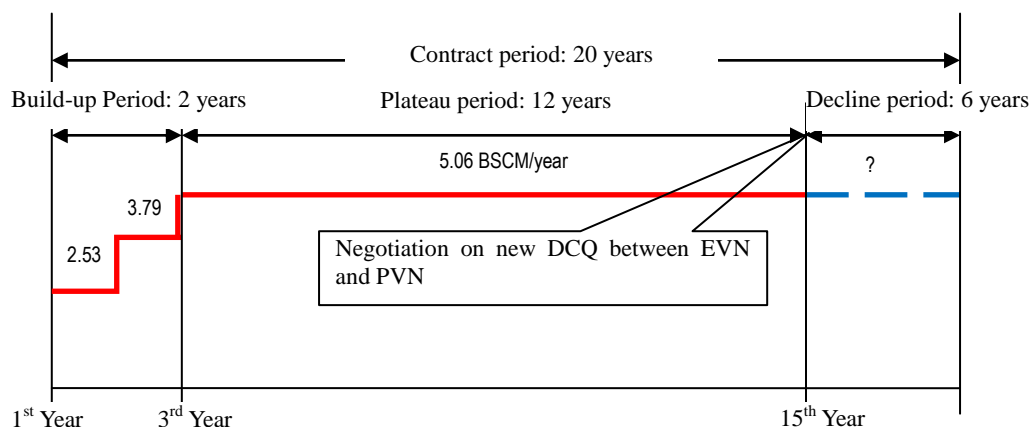 Contract period: 20 years
Build-up Period: 2 years
Plateau period: 12 years
Decline period: 6 years
5.06 BSCM/year
?
3.79
2.53
Negotiation on new DCQ between EVN
and PVN
1st Year
3rd Year
15th Year